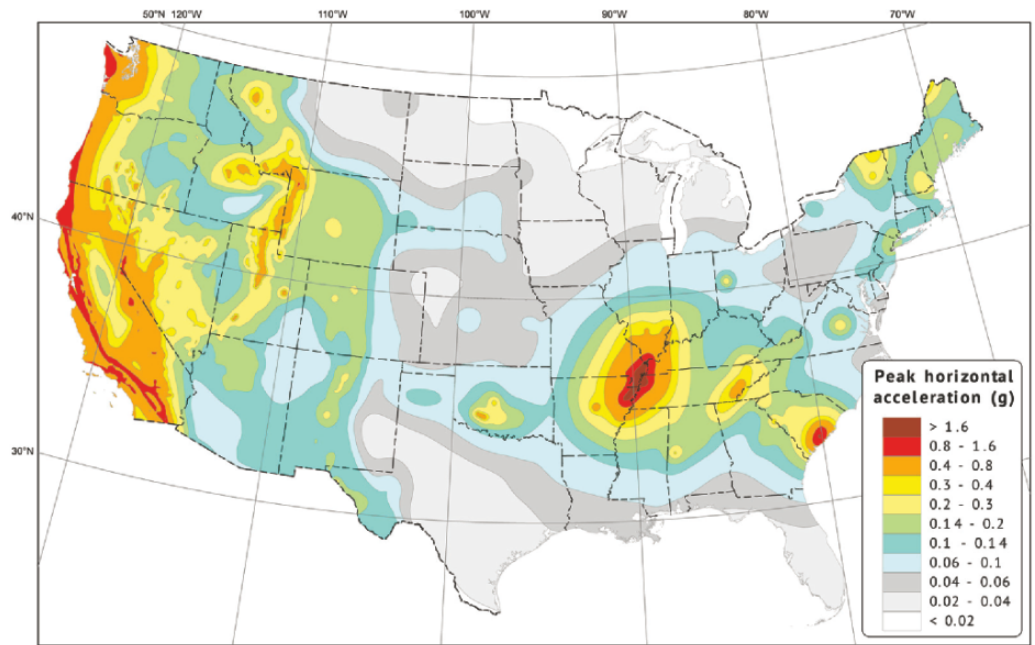 50°N 120°W 110°W 100°W 90°W 80°W 70°W
40°N
30°N
Peak horizontal
acceleration (g)
> 1.6
0.8 - 1.6
0.4 - 0.8
0.3 - 0.4
0.2 - 0.3
0.14 - 0.2
0.1 - 0.14
0.06 - 0.1
0.04 - 0.06
0.02 - 0.04
< 0.02